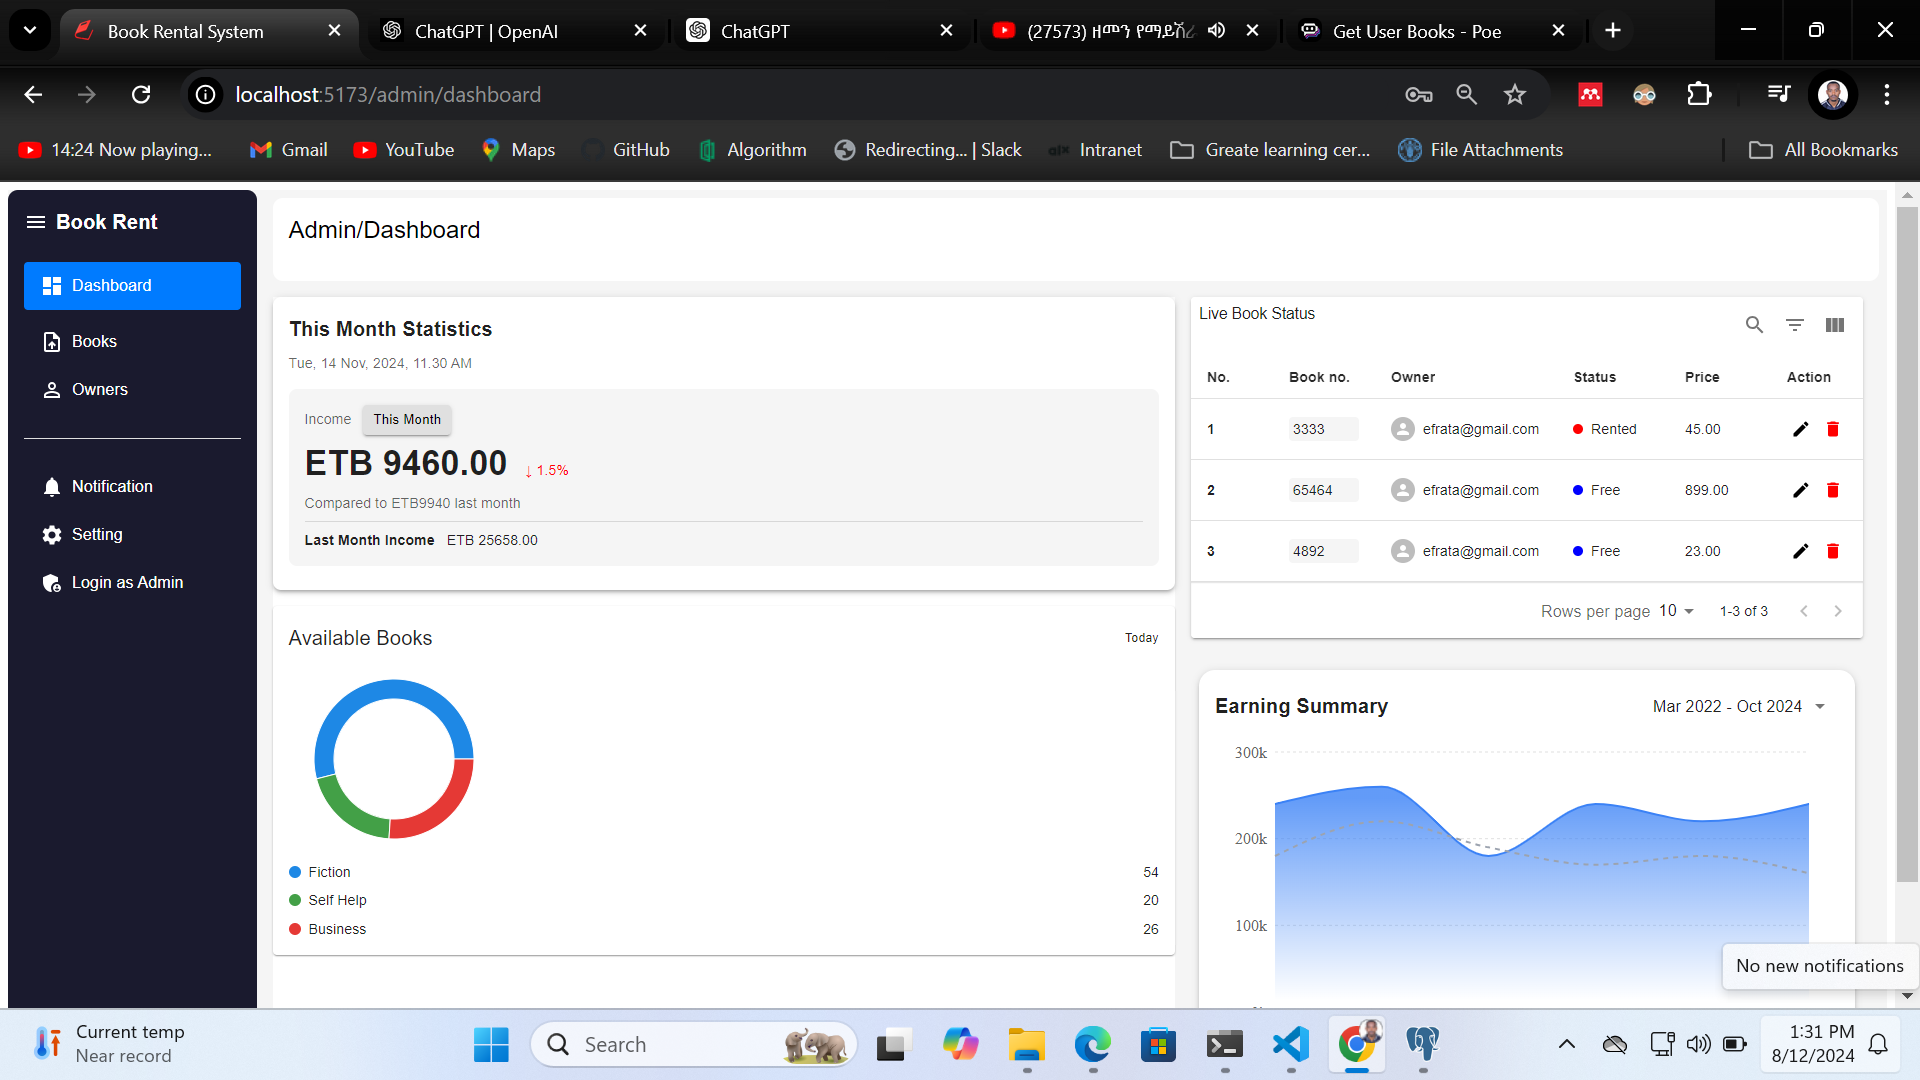 Book Rental System
ChatGPT | OpenAI
ChatGPT
(27573) ዘመን የማይሽረ
Get User Books - Poe
localhost:5173/admin/dashboard
14:24 Now playing...
Gmail
YouTube
Maps
GitHub
Algorithm
Redirecting... | Slack
alx Intranet
Greate learning cer...
File Attachments
All Bookmarks
Book Rent
Dashboard
Books
Owners
Notification
Setting
Login as Admin
Admin/Dashboard
This Month Statistics
Tue, 14 Nov, 2024, 11.30 AM
Income This Month
ETB 9460.00 ↓ 1.5%
Compared to ETB9940 last month
Last Month Income ETB 25658.00
Available Books Today
Fiction 54
Self Help 20
Business 26
Live Book Status
No. Book no. Owner Status Price Action
1 3333 efrata@gmail.com Rented 45.00
2 65464 efrata@gmail.com Free 899.00
3 4892 efrata@gmail.com Free 23.00
Rows per page 10 1-3 of 3
Earning Summary Mar 2022 - Oct 2024
300k
200k
100k
No new notifications
Current temp
Near record
Search
1:31 PM
8/12/2024